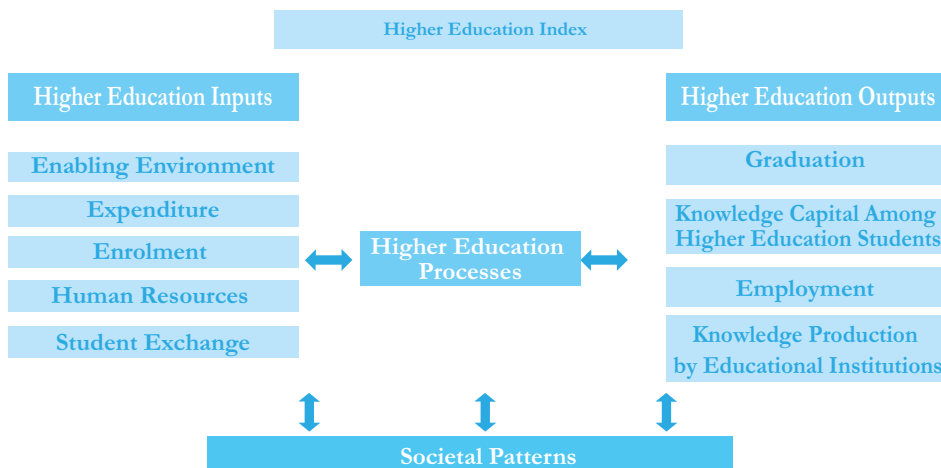 Higher Education Index
Higher Education Inputs
Enabling Environment
Expenditure
Enrolment
Human Resources
Student Exchange
Higher Education
Processes
Higher Education Outputs
Graduation
Knowledge Capital Among
Higher Education Students
Employment
Knowledge Production
by Educational Institutions
Societal Patterns